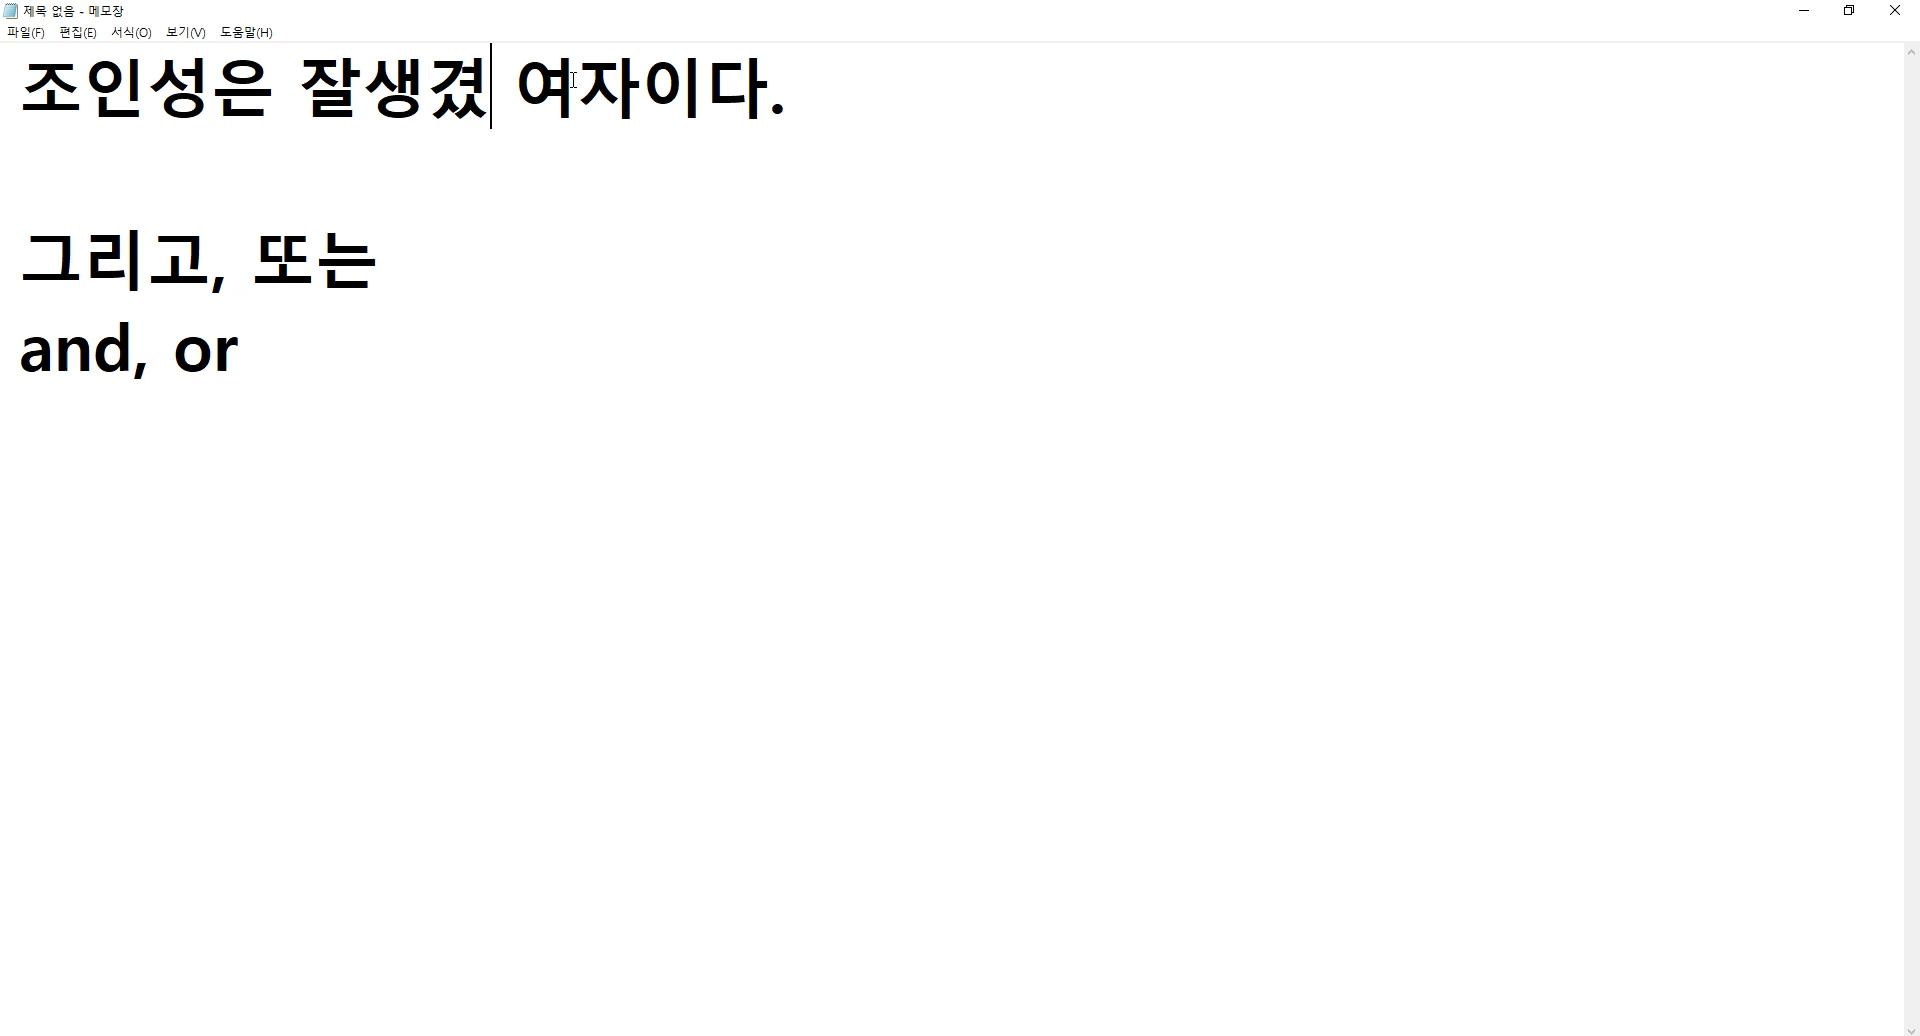 제목 없음 - 메모장
파일(F) 편집(E) 서식(O) 보기(V) 도움말(H)
조인성은 잘생겼 여자이다.
그리고, 또는
and, or